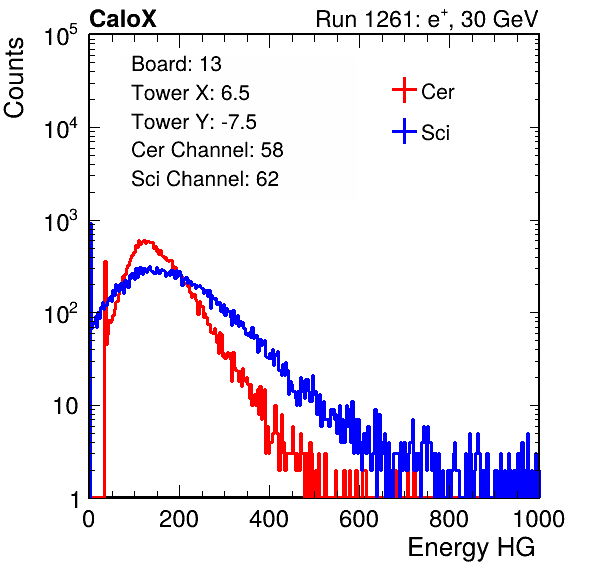 CaloX Run 1261: e⁺, 30 GeV
Counts
Board: 13
Tower X: 6.5
Tower Y: -7.5
Cer Channel: 58
Sci Channel: 62
Cer
Sci
10⁵
10⁴
10³
10²
10
1
0 200 400 600 800 1000
Energy HG